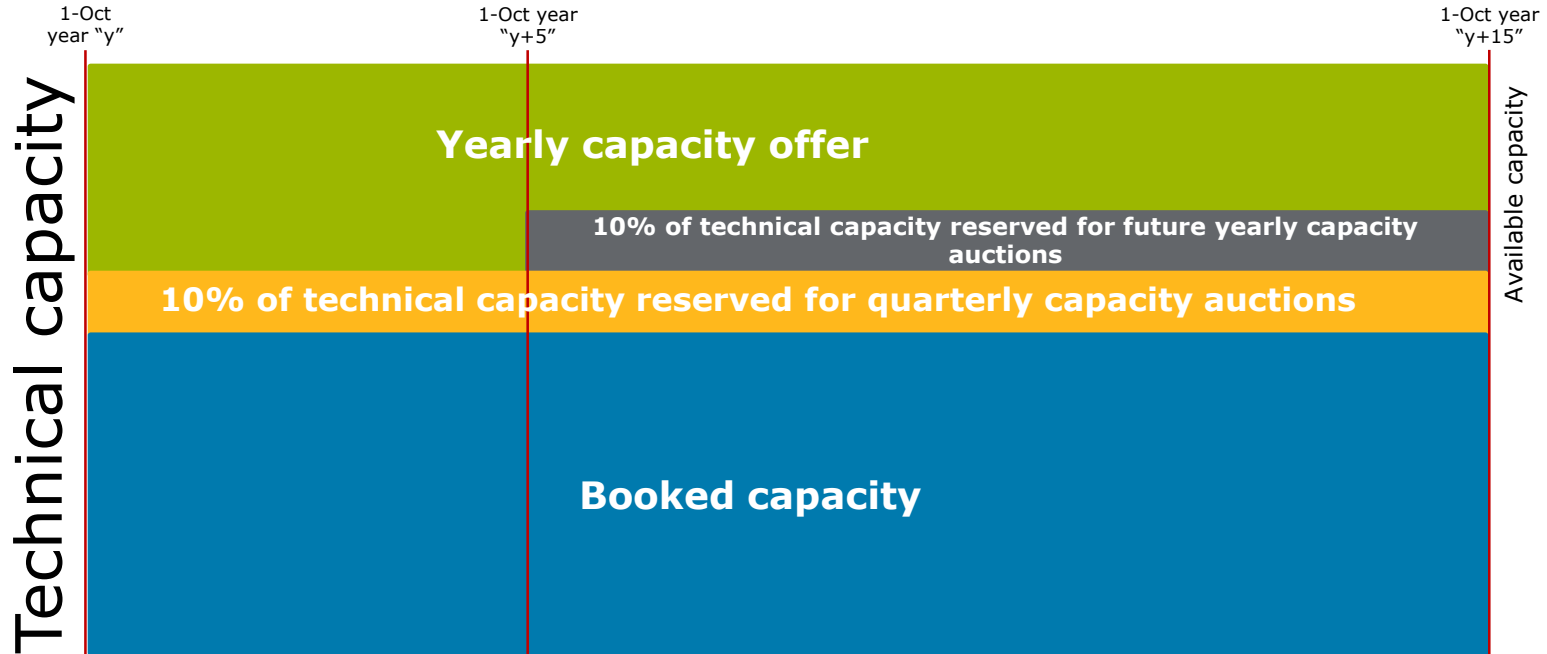 1-Oct
year “y”
1-Oct year
“y+5”
1-Oct year
“y+15”
Technical capacity
Yearly capacity offer
10% of technical capacity reserved for future yearly capacity
auctions
10% of technical capacity reserved for quarterly capacity auctions
Booked capacity
Available capacity